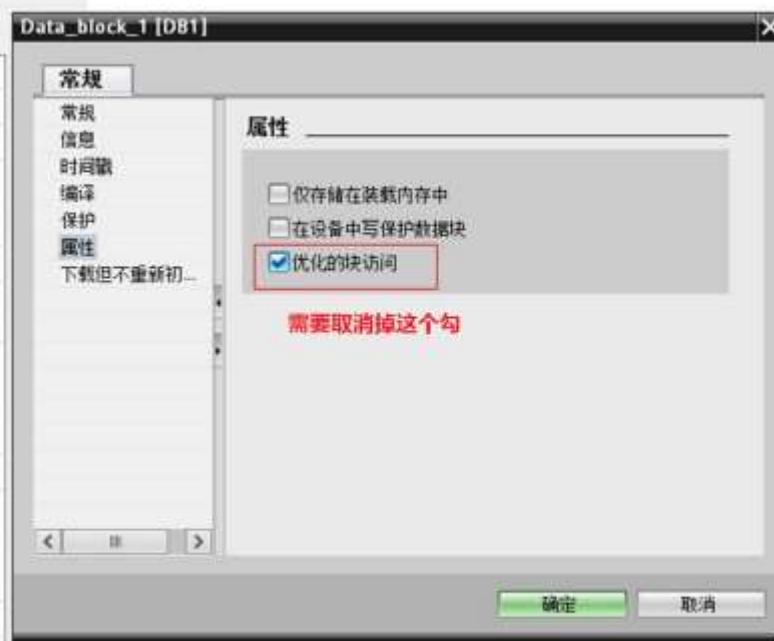 Data_block_1 [DB1]
常规
常规
信息
时间戳
编译
保护
属性
下载但不重新初...
属性
仅存储在装载内存中
在设备中写保护数据块
优化的块访问
需要取消掉这个勾
确定
取消